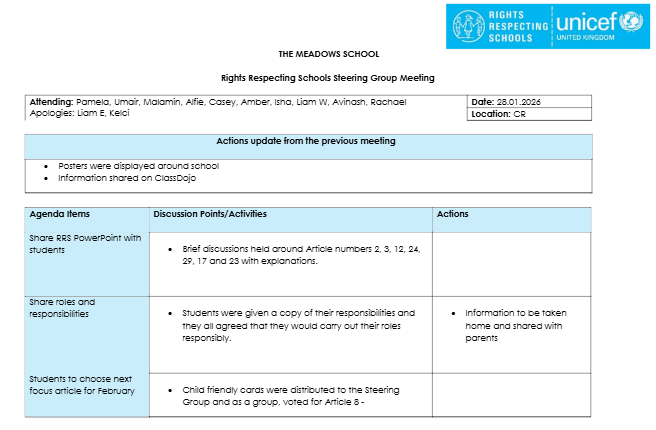 RIGHTS
RESPECTING
SCHOOLS
unicef
UNITED KINGDOM
THE MEADOWS SCHOOL
Rights Respecting Schools Steering Group Meeting
Attending: Pamela, Umair, Malamin, Alfie, Casey, Amber, Isha, Liam W, Avinash, Rachael
Apologies: Liam E, Kelci
Date: 28.01.2026
Location: CR
Actions update from the previous meeting
• Posters were displayed around school
• Information shared on ClassDojo
Agenda Items
Discussion Points/Activities
Actions
Share RRS PowerPoint with
students
• Brief discussions held around Article numbers 2, 3, 12, 24,
29, 17 and 23 with explanations.
Share roles and
responsibilities
• Students were given a copy of their responsibilities and
they all agreed that they would carry out their roles
responsibly.
• Information to be taken
home and shared with
parents
Students to choose next
focus article for February
• Child friendly cards were distributed to the Steering
Group and as a group, voted for Article 8 -